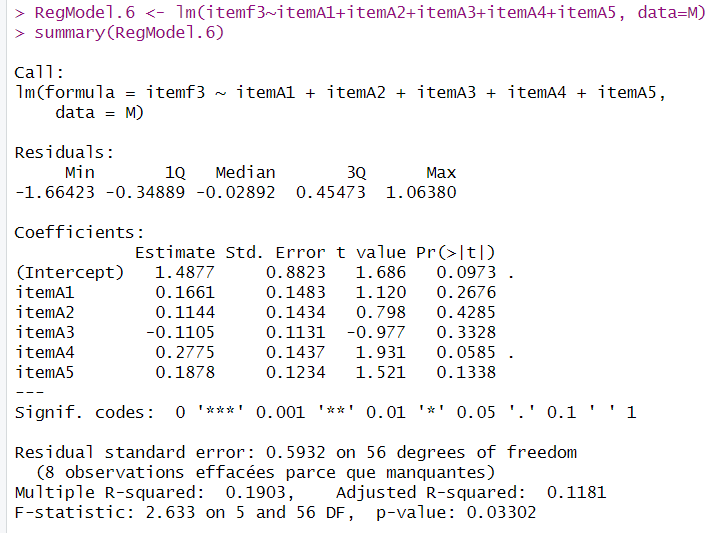 > RegModel.6 <- lm(itemf3~itemA1+itemA2+itemA3+itemA4+itemA5, data=M)
> summary(RegModel.6)

Call:
lm(formula = itemf3 ~ itemA1 + itemA2 + itemA3 + itemA4 + itemA5,
    data = M)

Residuals:
     Min       1Q   Median       3Q      Max
-1.66423 -0.34889 -0.02892  0.45473  1.06380

Coefficients:
            Estimate Std. Error t value Pr(>|t|)
(Intercept)   1.4877     0.8823   1.686   0.0973 .
itemA1        0.1661     0.1483   1.120   0.2676
itemA2        0.1144     0.1434   0.798   0.4285
itemA3       -0.1105     0.1131  -0.977   0.3328
itemA4        0.2775     0.1437   1.931   0.0585 .
itemA5        0.1878     0.1234   1.521   0.1338
---
Signif. codes:  0 '***' 0.001 '**' 0.01 '*' 0.05 '.' 0.1 ' ' 1

Residual standard error: 0.5932 on 56 degrees of freedom
  (8 observations effacées parce que manquantes)
Multiple R-squared:  0.1903,    Adjusted R-squared:  0.1181
F-statistic: 2.633 on 5 and 56 DF,  p-value: 0.03302